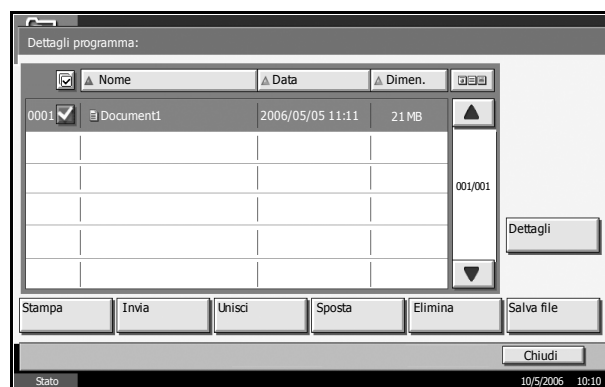 Dettagli programma:
Nome Data Dimen.
0001 Document1 2006/05/05 11:11 21 MB
001/001
Dettagli
Stampa Invia Unisci Sposta Elimina Salva file
Chiudi
Stato 10/5/2006 10:10